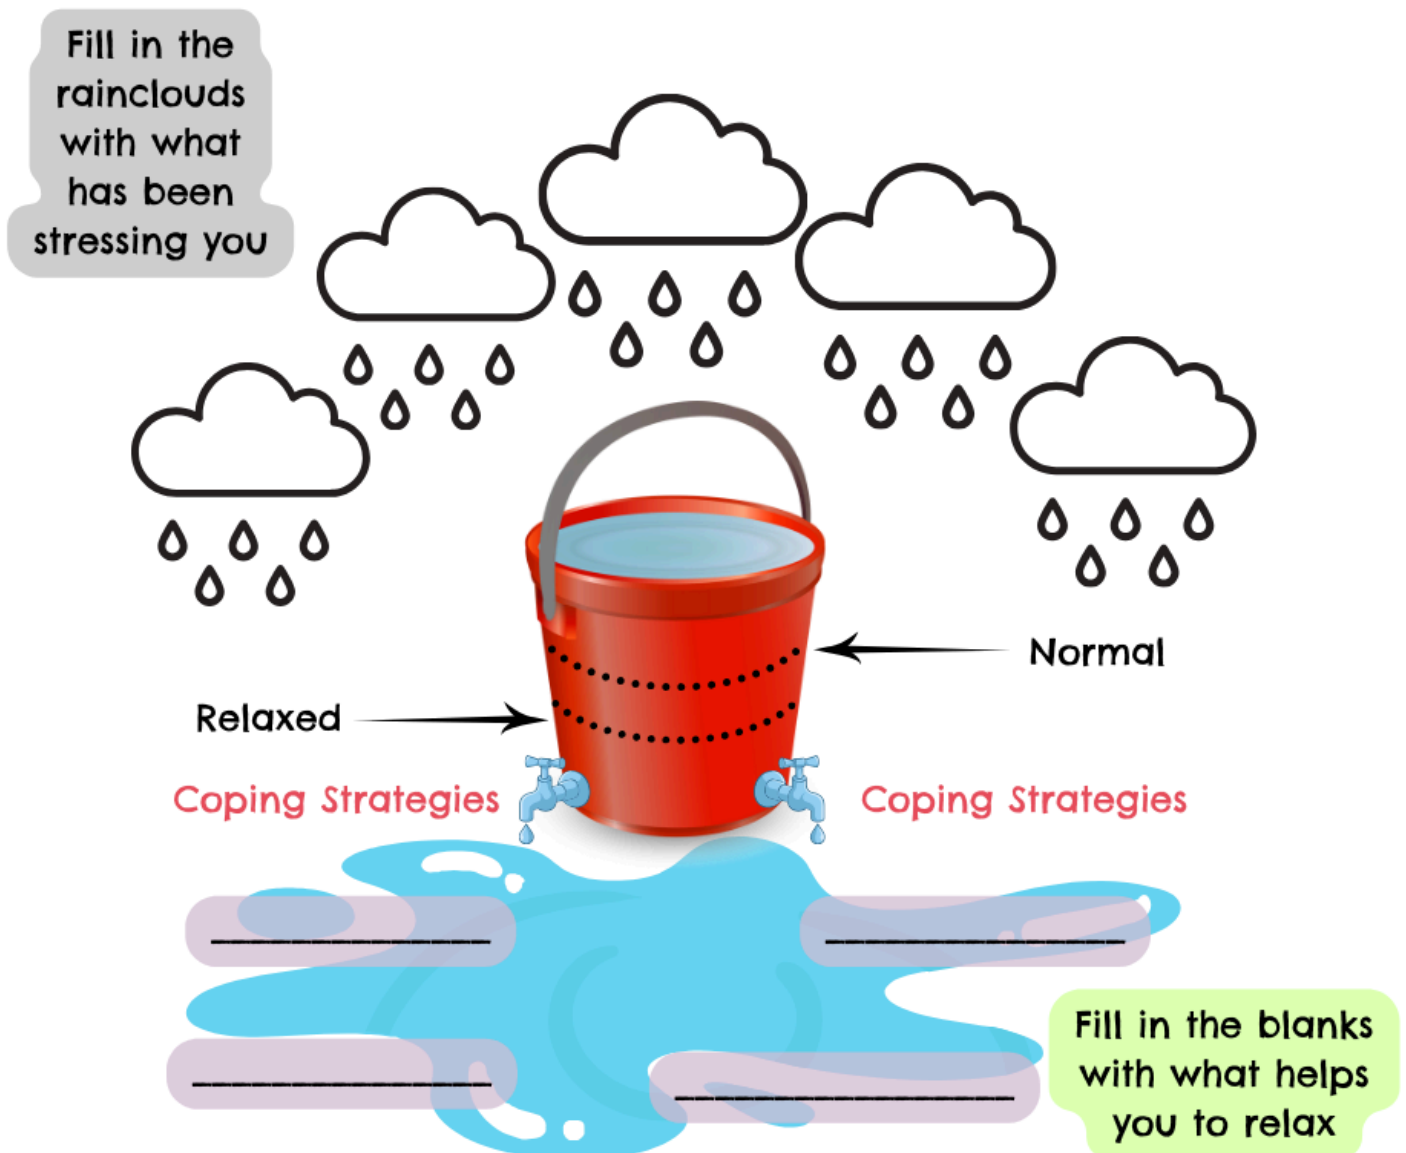 Fill in the
rainclouds
with what
has been
stressing you
Normal
Relaxed
Coping Strategies
Coping Strategies
Fill in the blanks
with what helps
you to relax